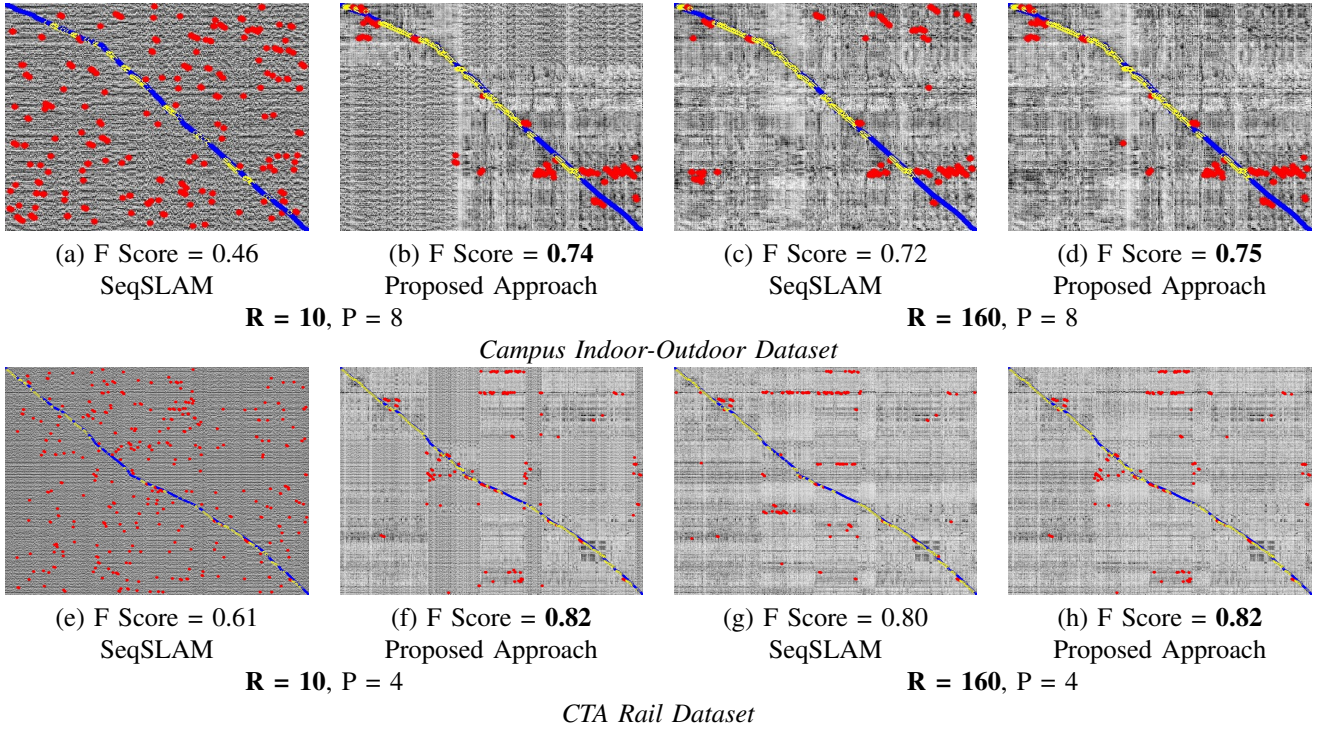 (a) F Score = 0.46 (b) F Score = 0.74 (c) F Score = 0.72 (d) F Score = 0.75
SeqSLAM Proposed Approach SeqSLAM Proposed Approach
R = 10, P = 8 R = 160, P = 8
Campus Indoor-Outdoor Dataset
(e) F Score = 0.61 (f) F Score = 0.82 (g) F Score = 0.80 (h) F Score = 0.82
SeqSLAM Proposed Approach SeqSLAM Proposed Approach
R = 10, P = 4 R = 160, P = 4
CTA Rail Dataset